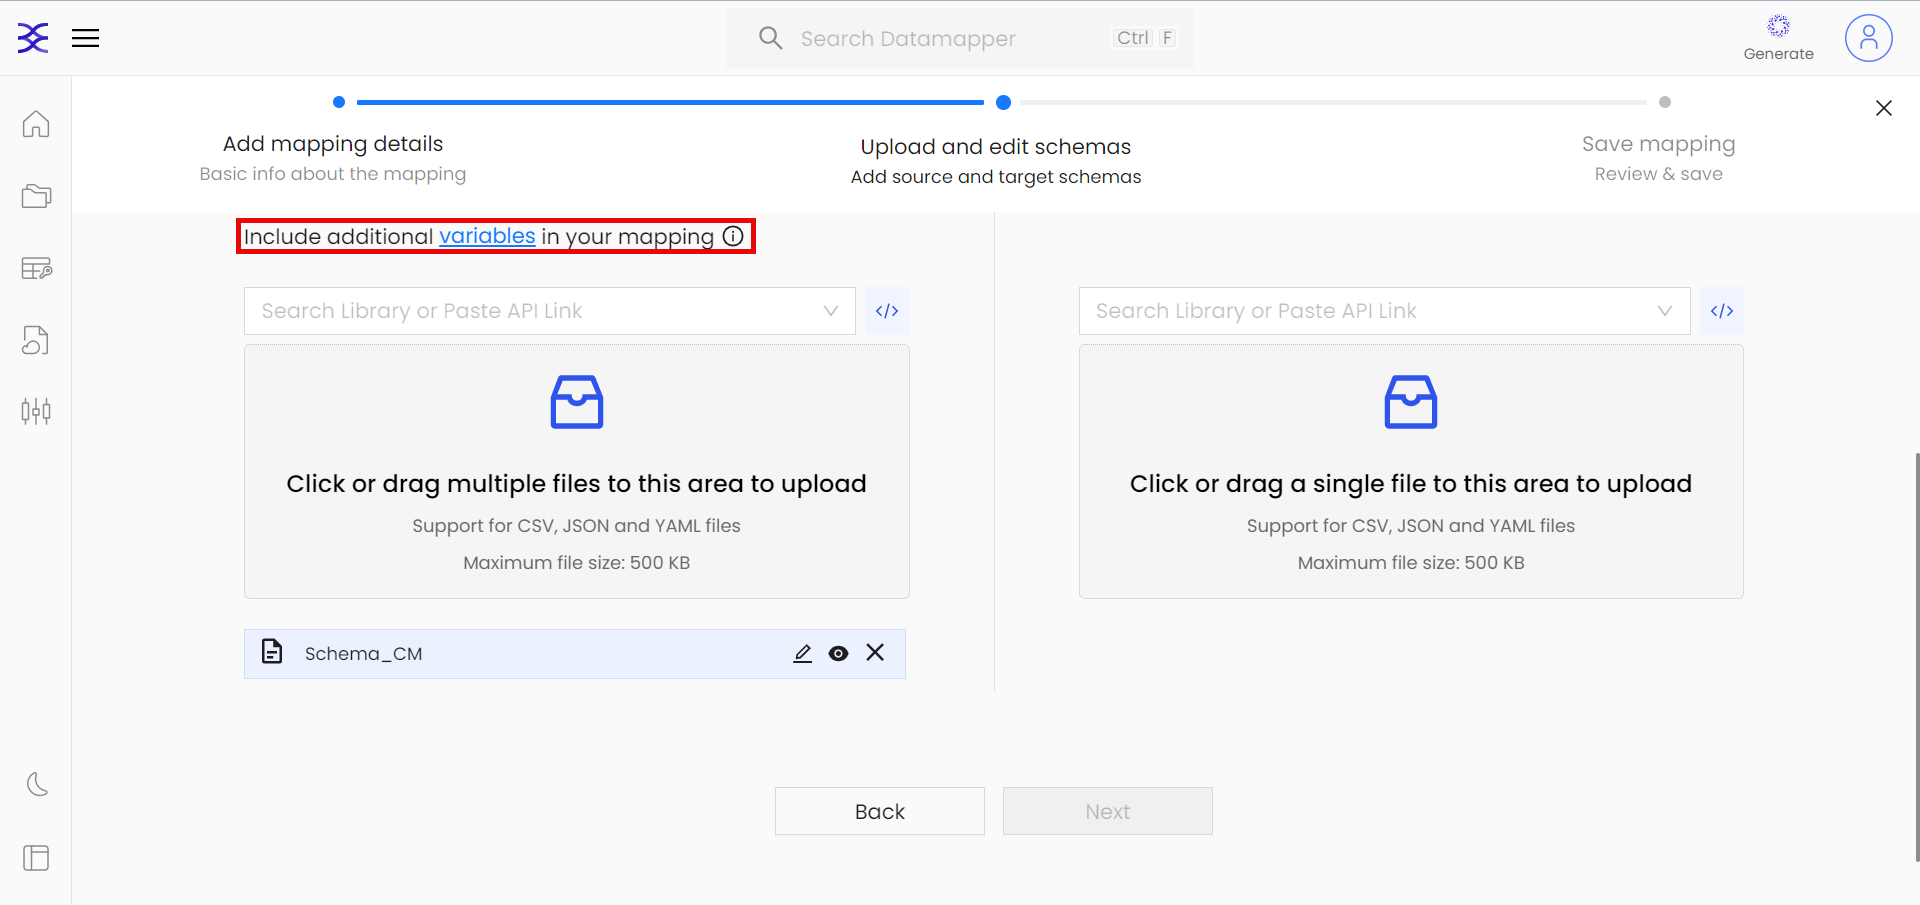 Search Datamapper
Ctrl F
Generate
Add mapping details
Basic info about the mapping
Upload and edit schemas
Add source and target schemas
Save mapping
Review & save
Include additional variables in your mapping
Search Library or Paste API Link
</>
Click or drag multiple files to this area to upload
Support for CSV, JSON and YAML files
Maximum file size: 500 KB
Schema_CM
Search Library or Paste API Link
</>
Click or drag a single file to this area to upload
Support for CSV, JSON and YAML files
Maximum file size: 500 KB
Back
Next